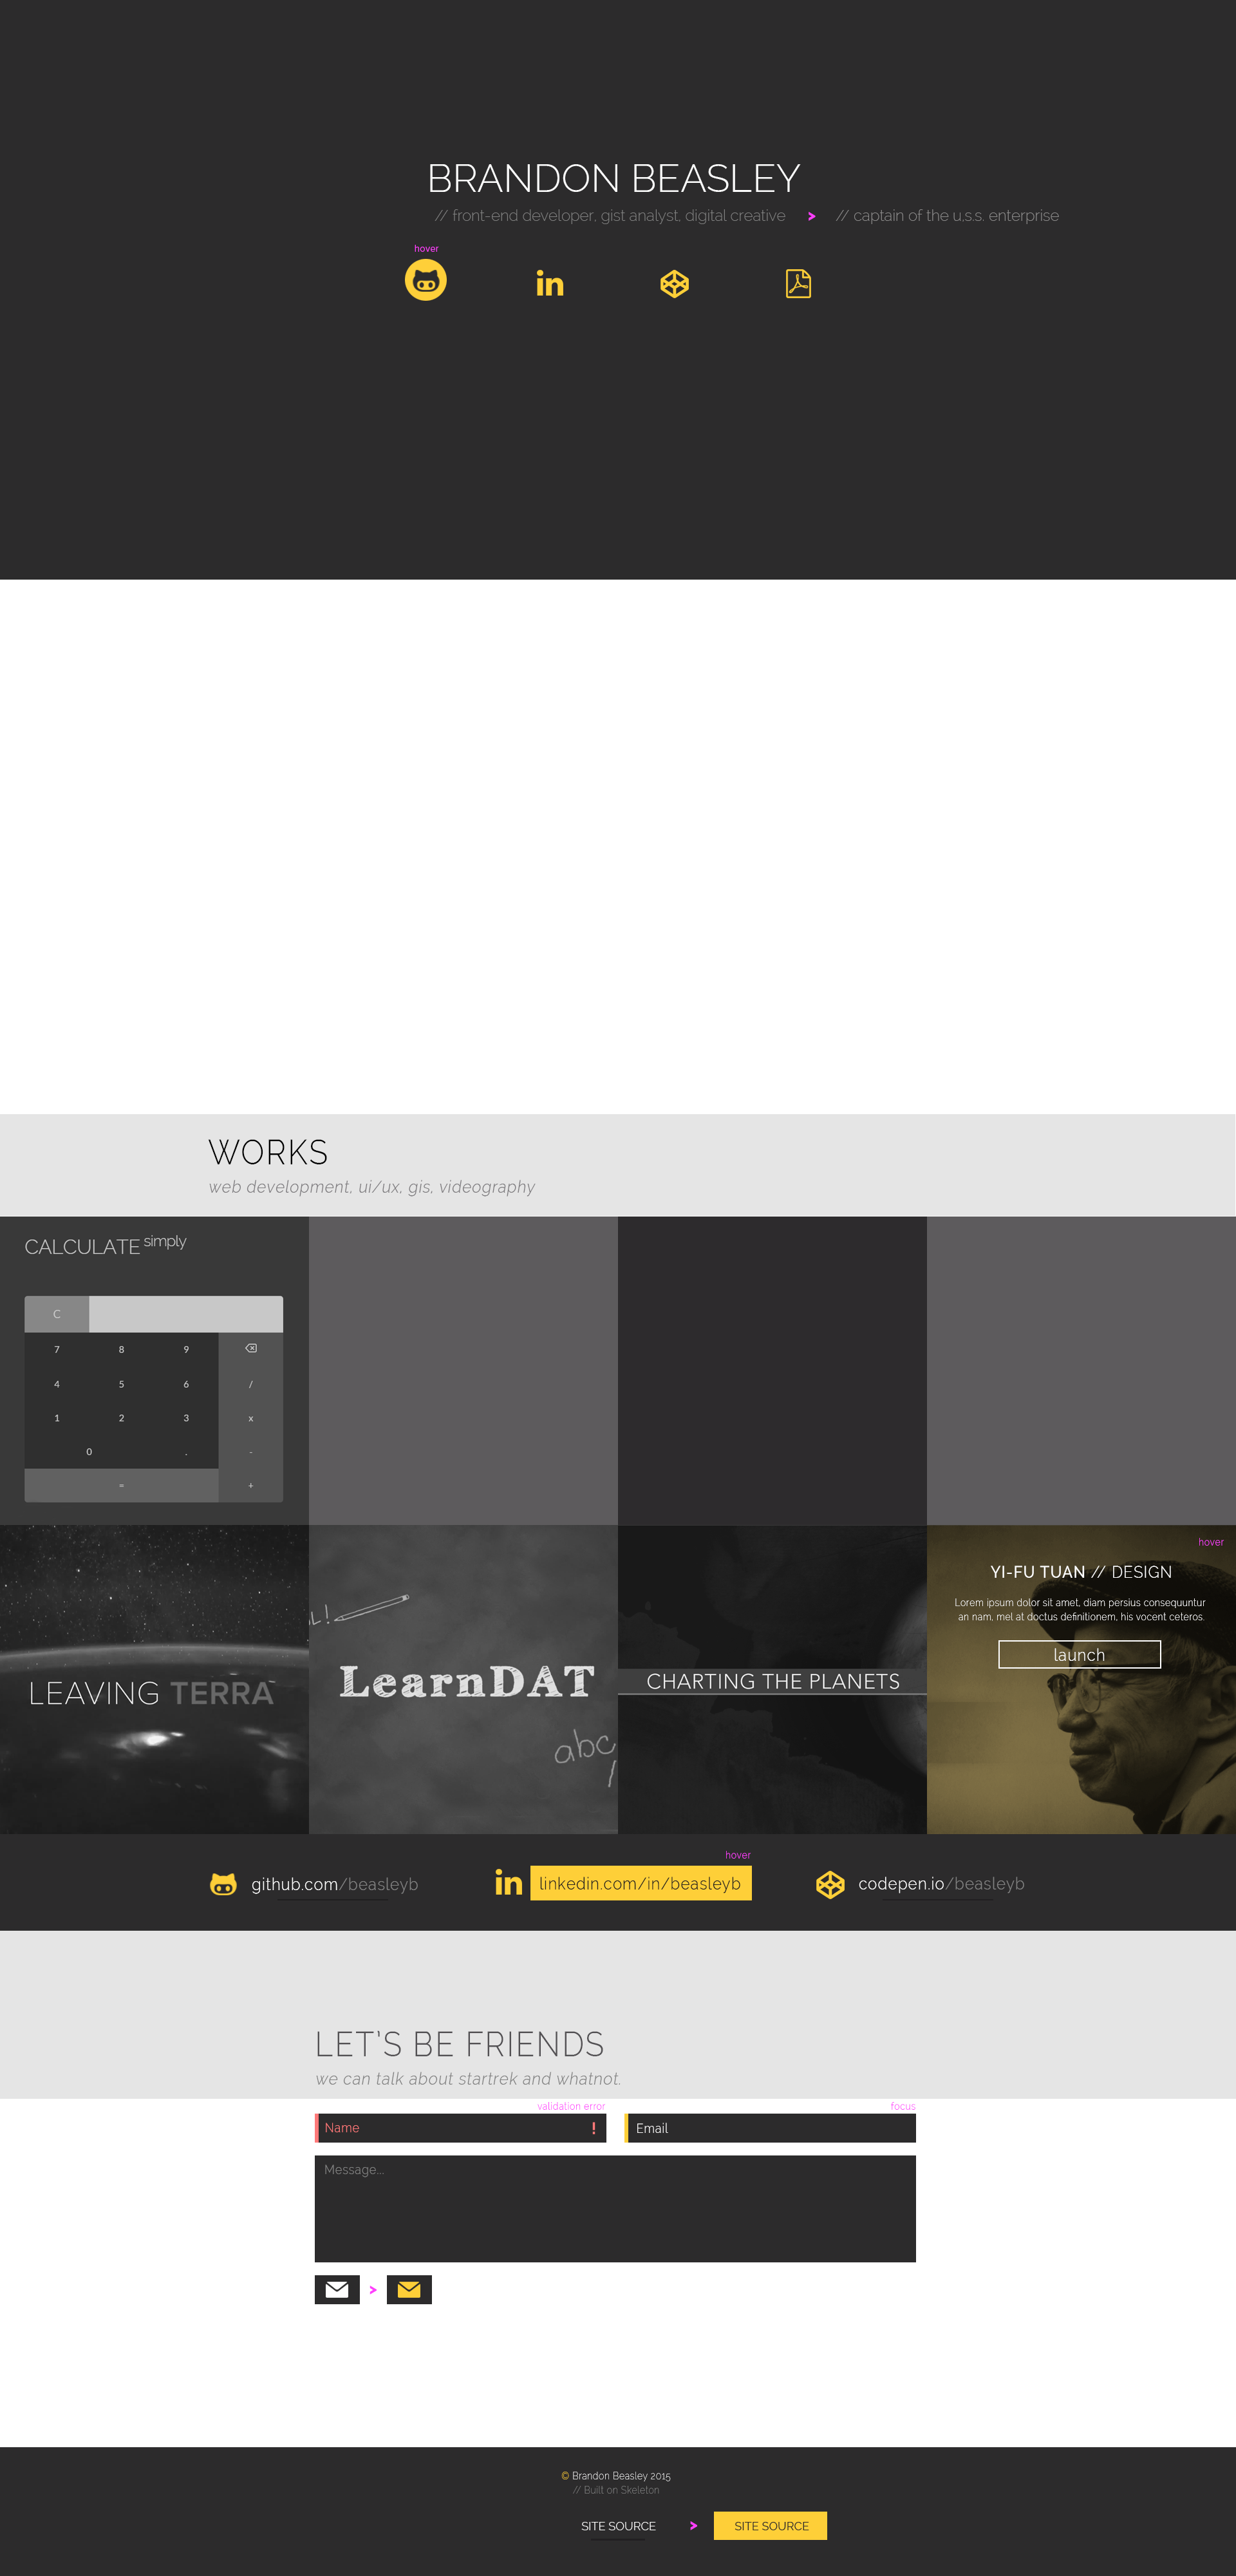 BRANDON BEASLEY
// front-end developer, gist analyst, digital creative > // captain of the u.s.s. enterprise
hover
in
WORKS
web development, ui/ux, gis, videography
CALCULATE simply
C
7 8 9
4 5 6 /
1 2 3 x
0 . -
= +
LEAVING TERRA
L!
LearnDAT
abc
CHARTING THE PLANETS
hover
YI-FU TUAN // DESIGN
Lorem ipsum dolor sit amet, diam persius consequuntur
an nam, mel at doctus definitionem, his vocent ceteros.
launch
hover
github.com/beasleyb
in linkedin.com/in/beasleyb
codepen.io/beasleyb
LET'S BE FRIENDS
we can talk about startrek and whatnot.
validation error
focus
Name !
Email
Message...
>
© Brandon Beasley 2015
// Built on Skeleton
SITE SOURCE > SITE SOURCE